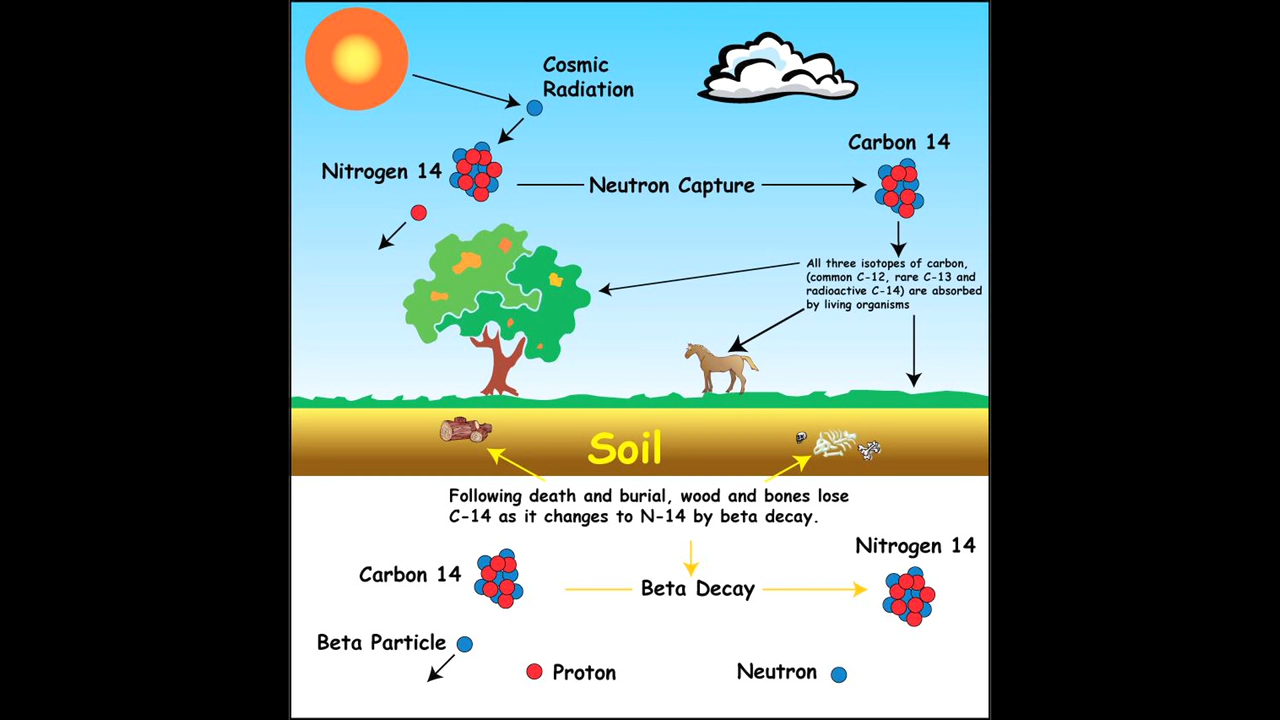 Cosmic
Radiation
Carbon 14
Nitrogen 14
Neutron Capture
All three isotopes of carbon,
(common C-12, rare C-13 and
radioactive C-14) are absorbed
by living organisms
Soil
Following death and burial, wood and bones lose
C-14 as it changes to N-14 by beta decay.
Nitrogen 14
Carbon 14
Beta Decay
Beta Particle
Proton
Neutron